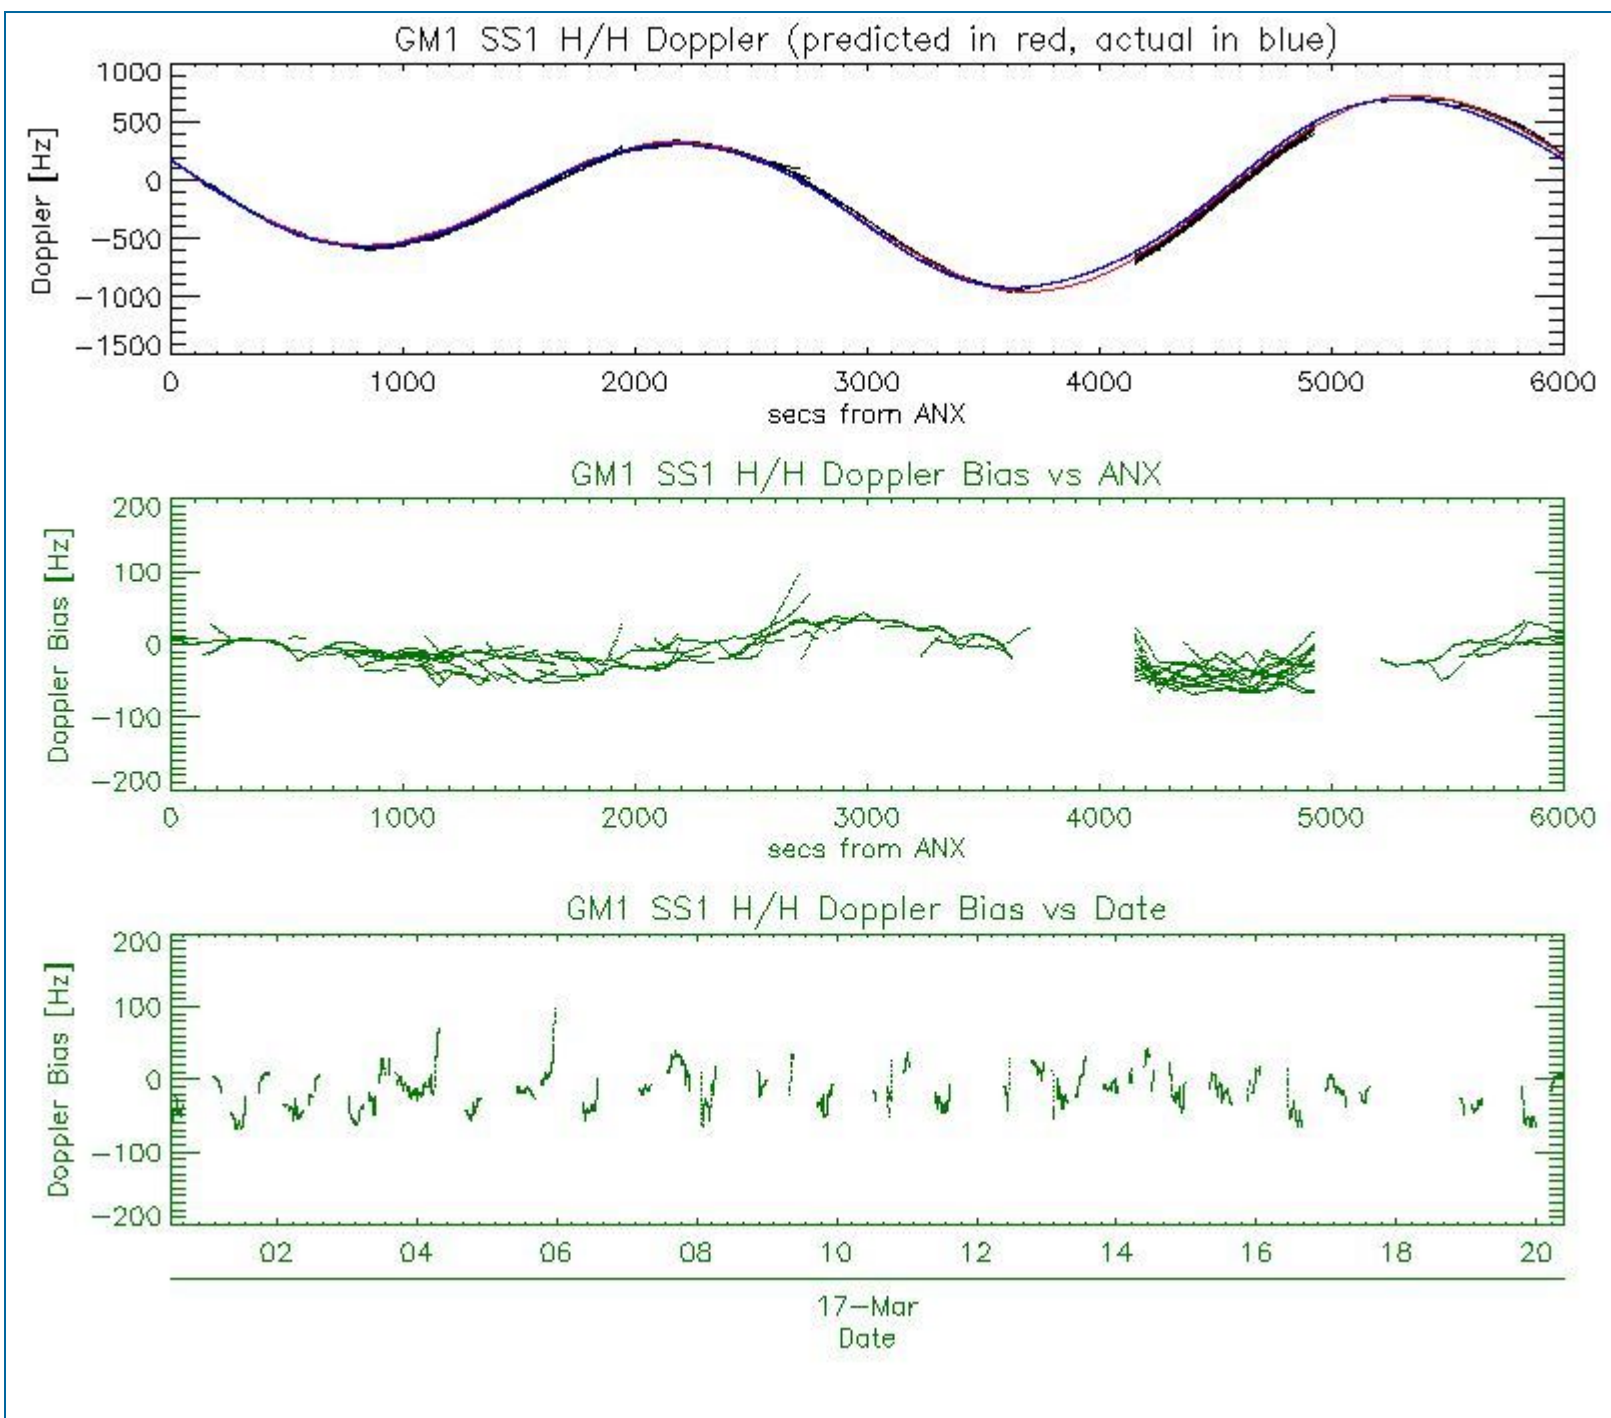 GM1 SS1 H/H Doppler (predicted in red, actual in blue)
1000
500
0
−500
−1000
−1500
Doppler [Hz]
0 1000 2000 3000 4000 5000 6000
secs from ANX
GM1 SS1 H/H Doppler Bias vs ANX
200
100
0
−100
−200
Doppler Bias [Hz]
0 1000 2000 3000 4000 5000 6000
secs from ANX
GM1 SS1 H/H Doppler Bias vs Date
200
100
0
−100
−200
Doppler Bias [Hz]
02 04 06 08 10 12 14 16 18 20
17−Mar
Date